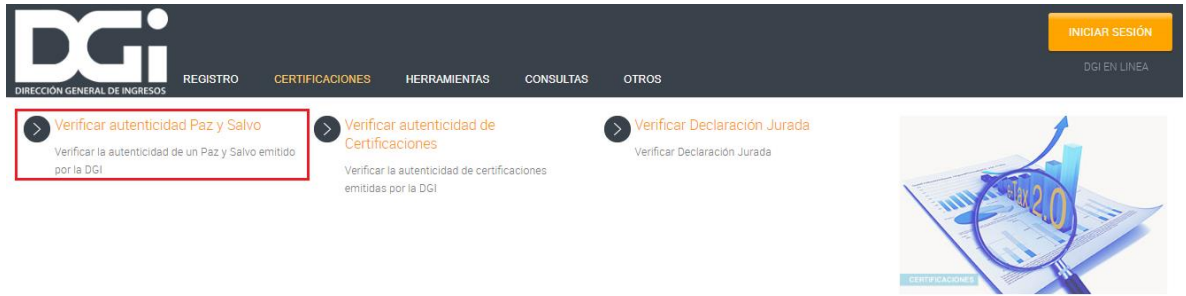 DGi
DIRECCIÓN GENERAL DE INGRESOS
REGISTRO CERTIFICACIONES HERRAMIENTAS CONSULTAS OTROS
INICIAR SESIÓN
DGI EN LINEA
Verificar autenticidad Paz y Salvo
Verificar la autenticidad de un Paz y Salvo emitido
por la DGI
Verificar autenticidad de
Certificaciones
Verificar la autenticidad de certificaciones
emitidas por la DGI
Verificar Declaración Jurada
Verificar Declaración Jurada
eTax 2.0
CERTIFICACIONES